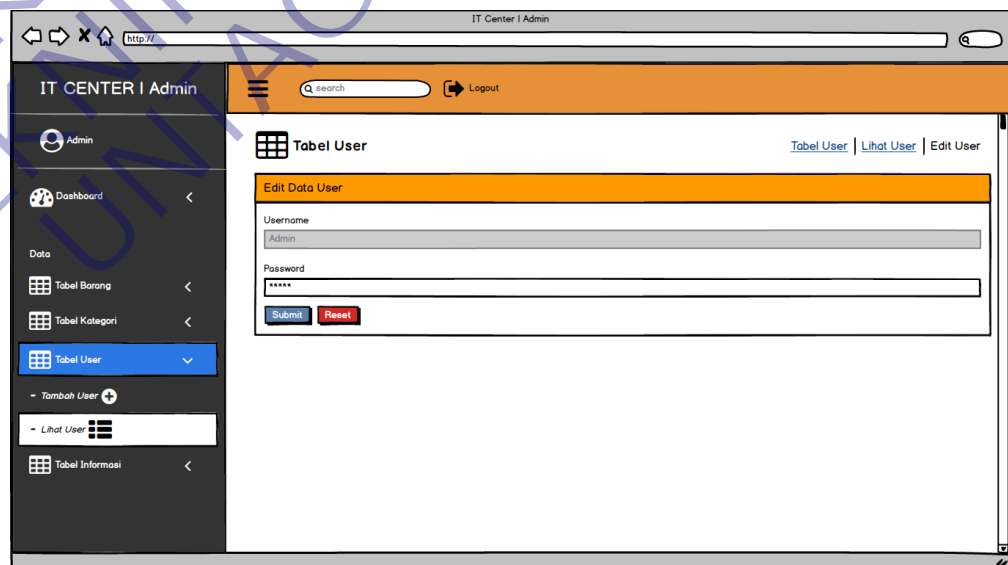 IT Center I Admin
http://
IT CENTER I Admin
search
Logout
Admin
Tabel User
Tabel User | Lihat User | Edit User
Dashboard
Edit Data User
Username
Admin
Data
Password
*****
Tabel Barang
Submit
Reset
Tabel Kategori
Tabel User
- Tambah User
- Lihat User
Tabel Informasi
UNTAG